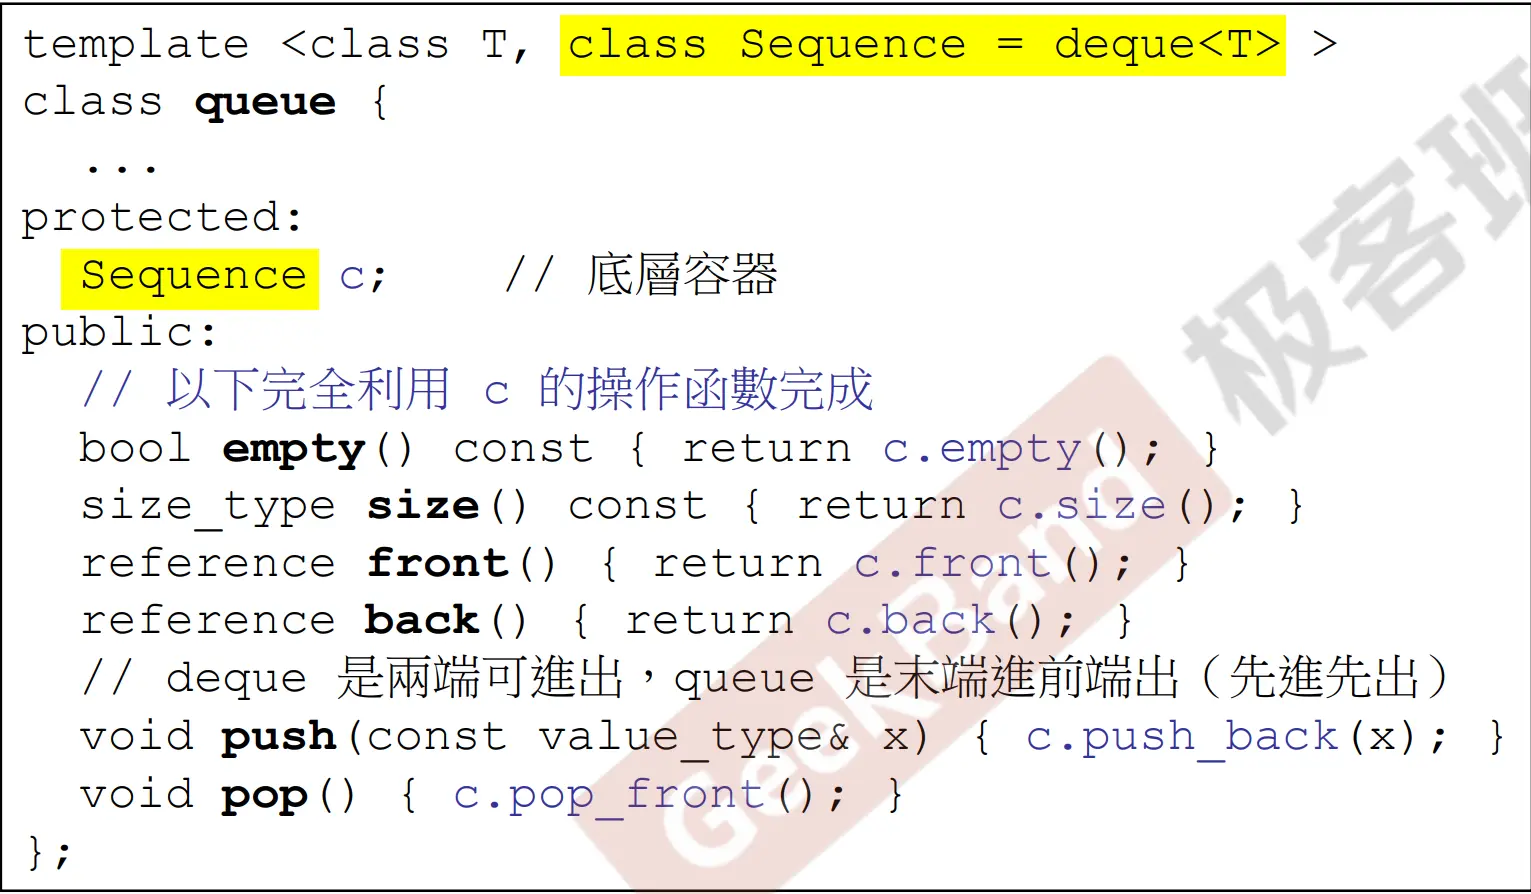 template <class T, class Sequence = deque<T> >
class queue {
...
protected:
Sequence c; // 底層容器
public:
// 以下完全利用 c 的操作函數完成
bool empty() const { return c.empty(); }
size_type size() const { return c.size(); }
reference front() { return c.front(); }
reference back() { return c.back(); }
// deque 是兩端可進出，queue 是末端進前端出（先進先出）
void push(const value_type& x) { c.push_back(x); }
void pop() { c.pop_front(); }
};
极客班
GeekBand